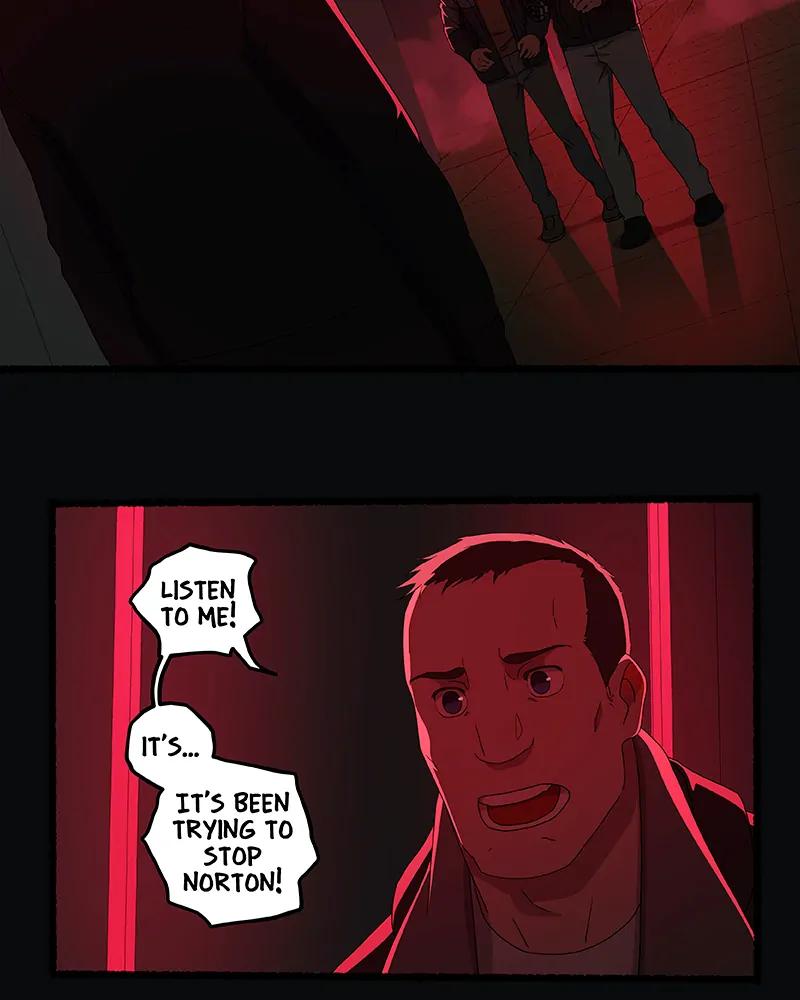 LISTEN
TO ME!
IT'S...
IT'S BEEN
TRYING TO
STOP
NORTON!